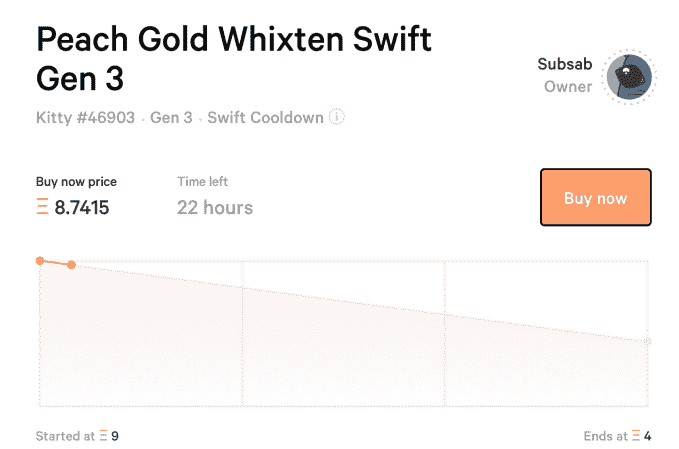 Peach Gold Whixten Swift
Gen 3
Subsab
Owner
Kitty #46903 · Gen 3 · Swift Cooldown ⓘ
Buy now price
Time left
Ξ 8.7415
22 hours
Buy now
Started at Ξ 9
Ends at Ξ 4